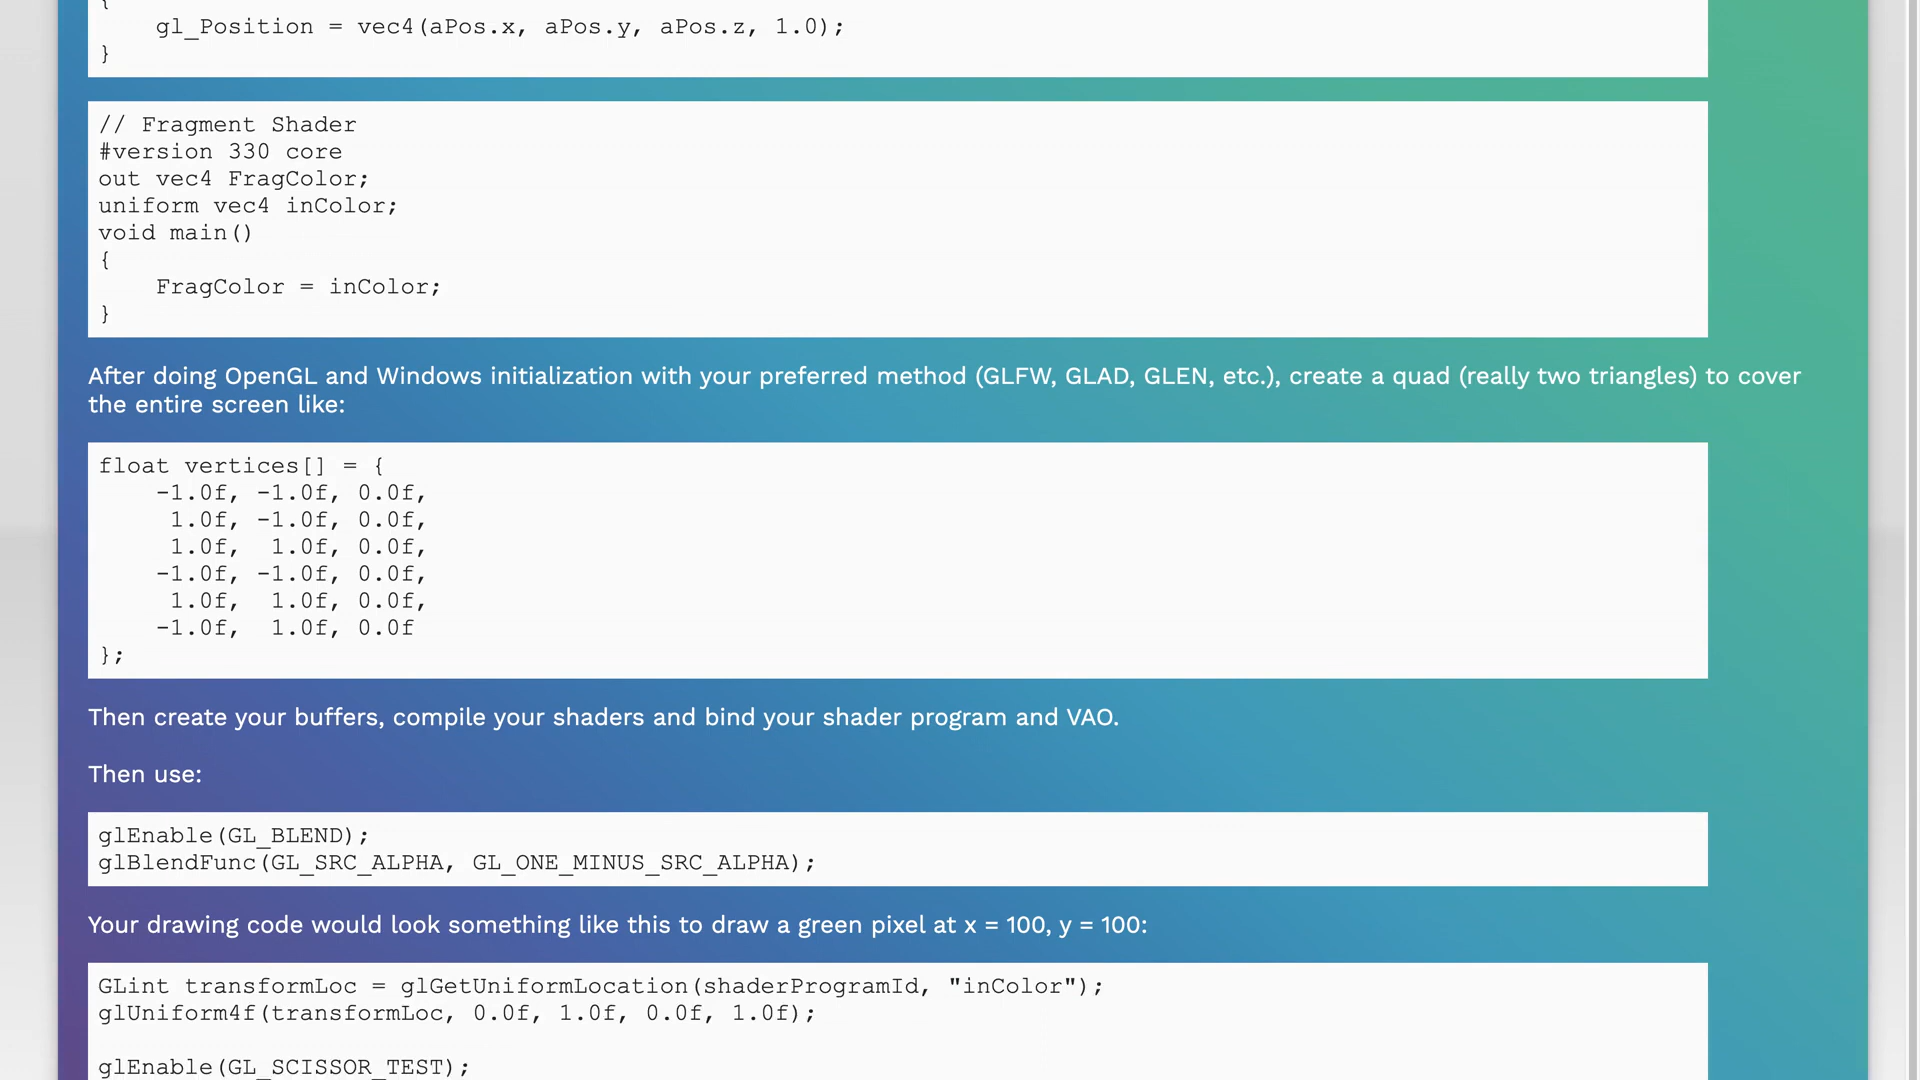 {
    gl_Position = vec4(aPos.x, aPos.y, aPos.z, 1.0);
}
// Fragment Shader
#version 330 core
out vec4 FragColor;
uniform vec4 inColor;
void main()
{
    FragColor = inColor;
}
After doing OpenGL and Windows initialization with your preferred method (GLFW, GLAD, GLEN, etc.), create a quad (really two triangles) to cover
the entire screen like:
float vertices[] = {
    -1.0f, -1.0f, 0.0f,
     1.0f, -1.0f, 0.0f,
     1.0f,  1.0f, 0.0f,
    -1.0f, -1.0f, 0.0f,
     1.0f,  1.0f, 0.0f,
    -1.0f,  1.0f, 0.0f
};
Then create your buffers, compile your shaders and bind your shader program and VAO.
Then use:
glEnable(GL_BLEND);
glBlendFunc(GL_SRC_ALPHA, GL_ONE_MINUS_SRC_ALPHA);
Your drawing code would look something like this to draw a green pixel at x = 100, y = 100:
GLint transformLoc = glGetUniformLocation(shaderProgramId, "inColor");
glUniform4f(transformLoc, 0.0f, 1.0f, 0.0f, 1.0f);
glEnable(GL_SCISSOR_TEST);